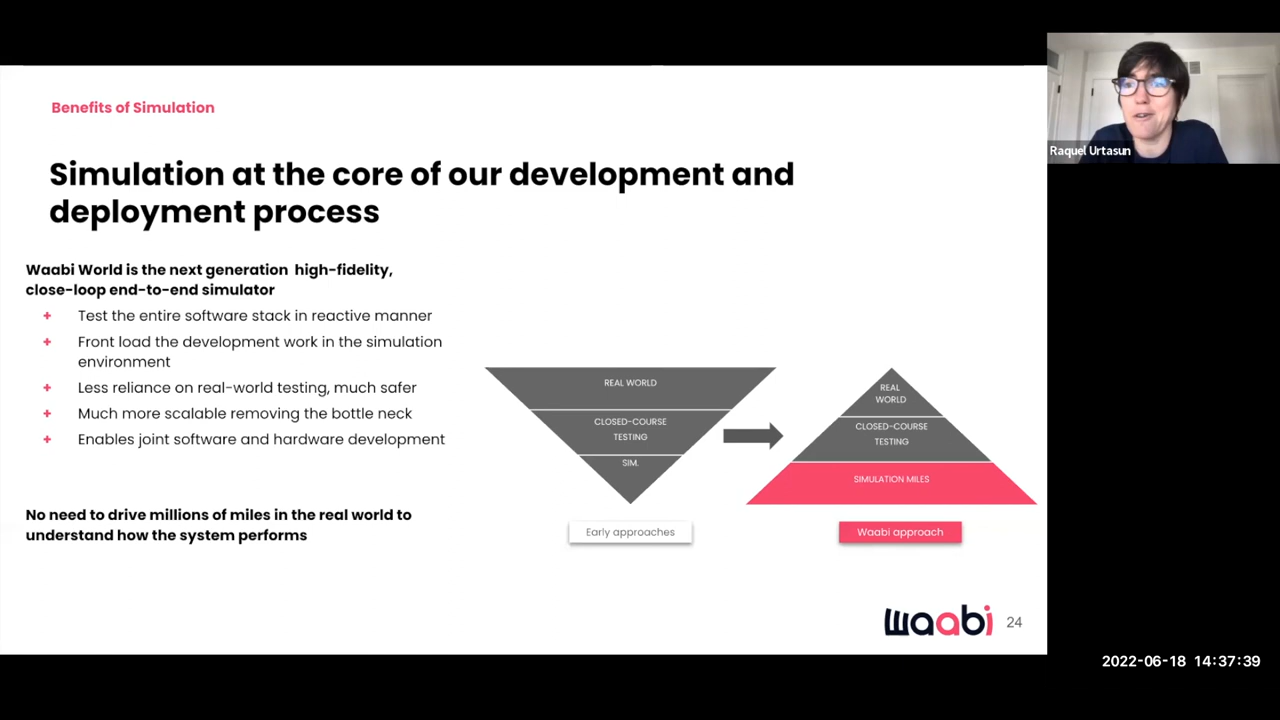 Benefits of Simulation
Simulation at the core of our development and
deployment process
Waabi World is the next generation high-fidelity,
close-loop end-to-end simulator
+ Test the entire software stack in reactive manner
+ Front load the development work in the simulation
environment
+ Less reliance on real-world testing, much safer
+ Much more scalable removing the bottle neck
+ Enables joint software and hardware development
No need to drive millions of miles in the real world to
understand how the system performs
REAL WORLD
CLOSED-COURSE
TESTING
SIM.
Early approaches
REAL
WORLD
CLOSED-COURSE
TESTING
SIMULATION MILES
Waabi approach
waabi
24
Raquel Urtasun
2022-06-18 14:37:39